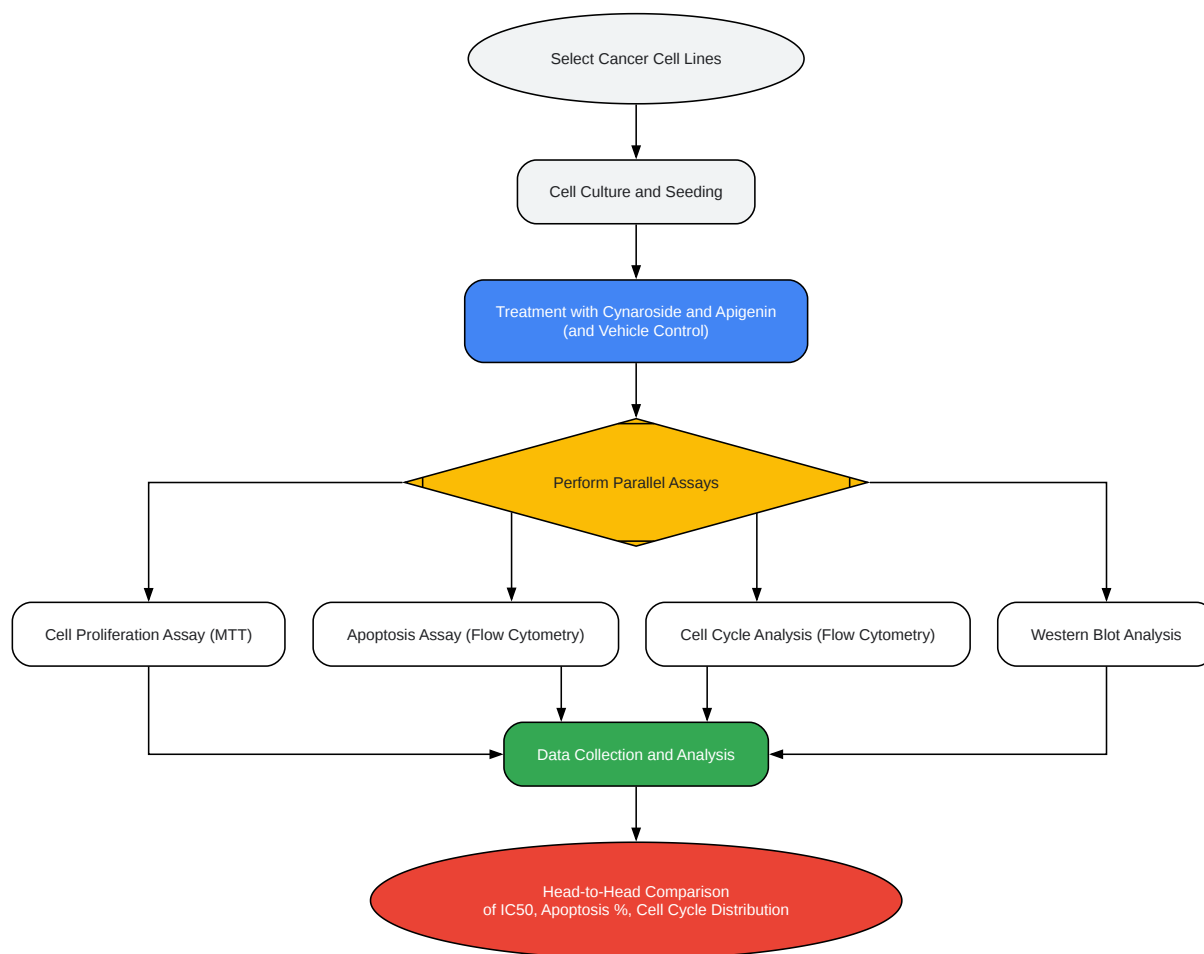 Select Cancer Cell Lines
Cell Culture and Seeding
Treatment with Cynaroside and Apigenin
(and Vehicle Control)
Perform Parallel Assays
Cell Proliferation Assay (MTT)
Apoptosis Assay (Flow Cytometry)
Cell Cycle Analysis (Flow Cytometry)
Western Blot Analysis
Data Collection and Analysis
Head-to-Head Comparison
of IC50, Apoptosis %, Cell Cycle Distribution